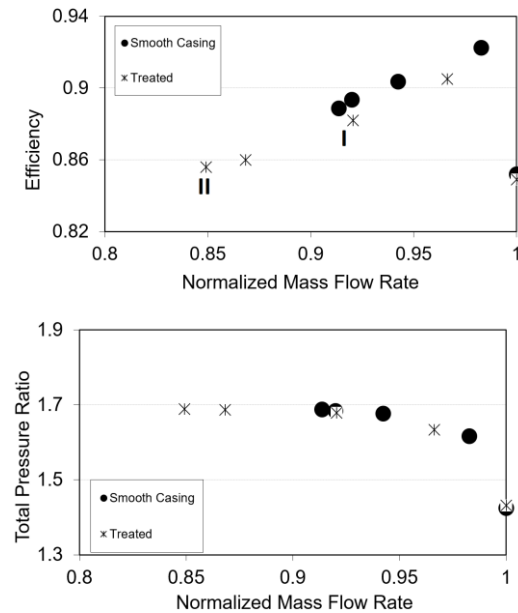 0.94
Smooth Casing
Treated
0.9
I
Efficiency
0.86
II
0.82
0.8 0.85 0.9 0.95 1
Normalized Mass Flow Rate
1.9
1.7
Total Pressure Ratio
1.5
Smooth Casing
Treated
1.3
0.8 0.85 0.9 0.95 1
Normalized Mass Flow Rate